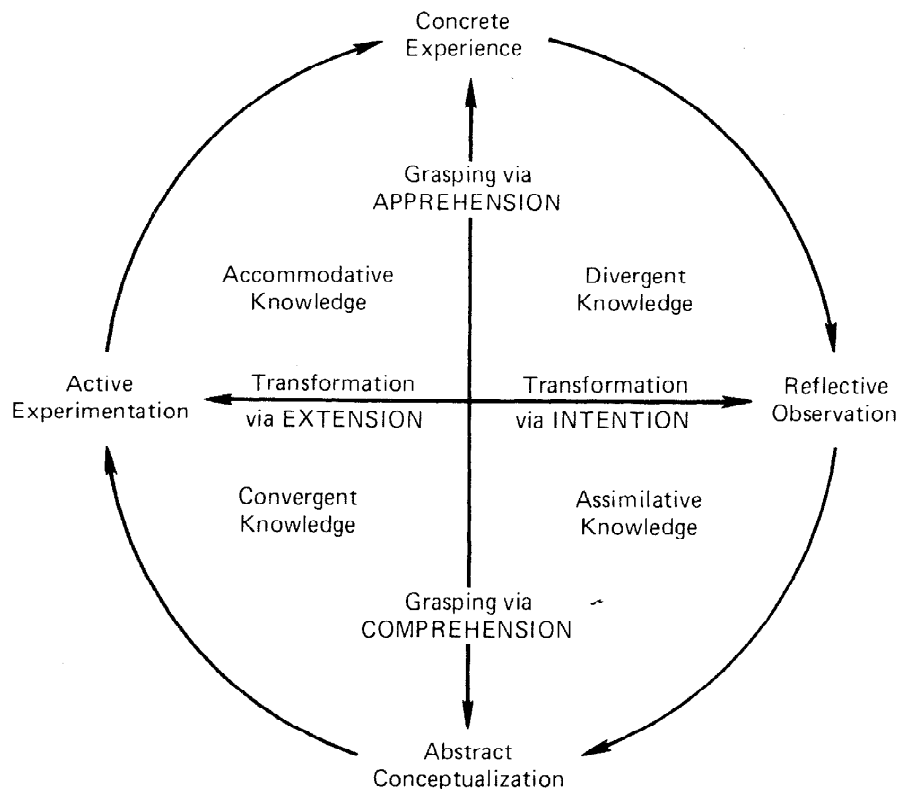 Concrete
Experience
Grasping via
APPREHENSION
Accommodative
Knowledge
Divergent
Knowledge
Active
Experimentation
Transformation
via EXTENSION
Transformation
via INTENTION
Reflective
Observation
Convergent
Knowledge
Assimilative
Knowledge
Grasping via
COMPREHENSION
Abstract
Conceptualization